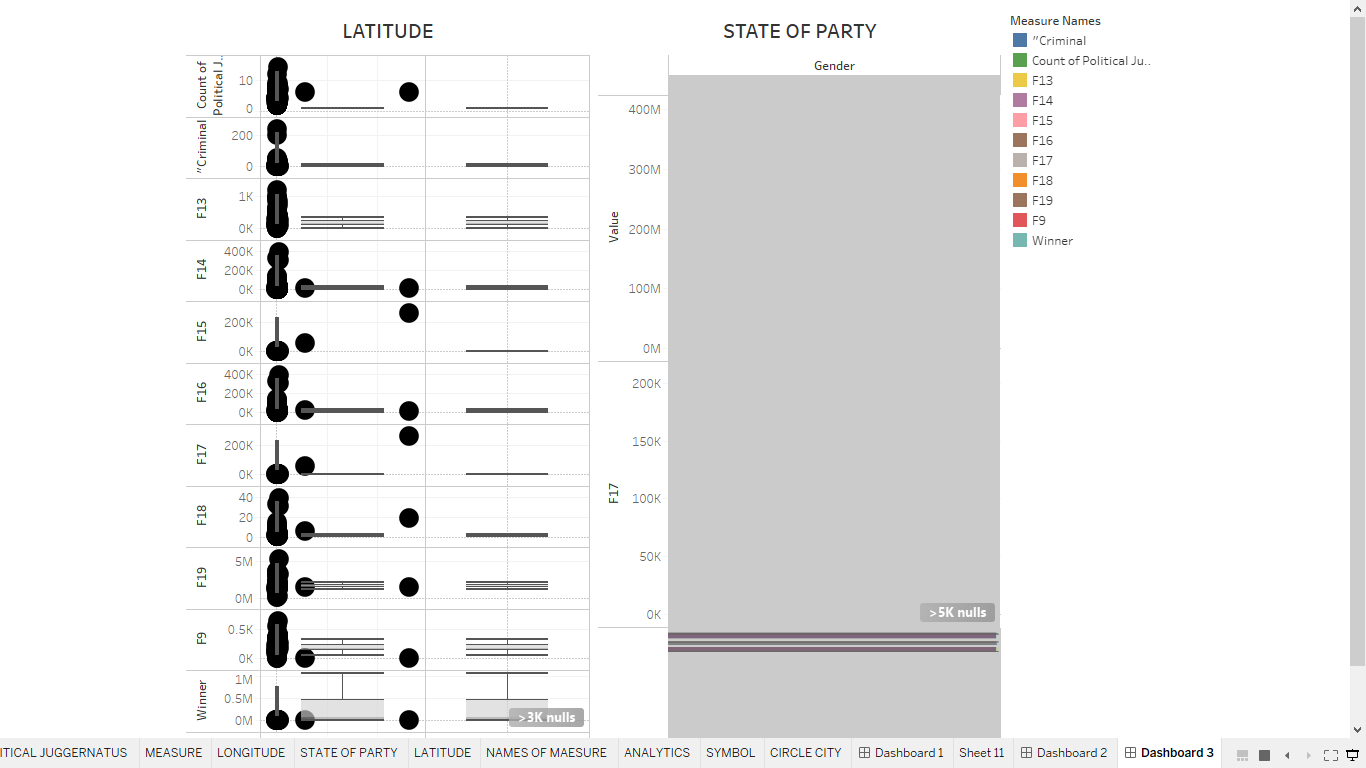 LATITUDE
Count of
Political J..
10
0
"Criminal
200
0
F13
1K
0K
F14
400K
200K
0K
F15
200K
0K
F16
400K
200K
0K
F17
200K
0K
F18
40
20
0
F19
5M
0M
F9
0.5K
0K
Winner
1M
0.5M
0M
>3K nulls
STATE OF PARTY
Gender
Value
400M
300M
200M
100M
0M
F17
200K
150K
100K
50K
0K
>5K nulls
Measure Names
"Criminal
Count of Political Ju..
F13
F14
F15
F16
F17
F18
F19
F9
Winner
ITICAL JUGGERNATUS MEASURE LONGITUDE STATE OF PARTY LATITUDE NAMES OF MAESURE ANALYTICS SYMBOL CIRCLE CITY Dashboard 1 Sheet 11 Dashboard 2 Dashboard 3